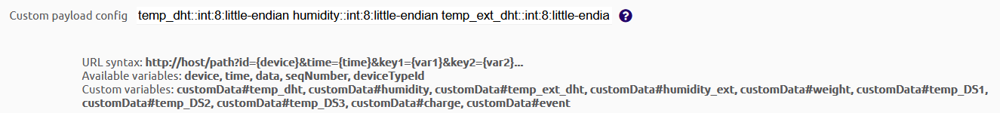 Custom payload config temp_dht::int:8:little-endian humidity::int:8:little-endian temp_ext_dht::int:8:little-endia ?
URL syntax: http://host/path?id={device}&time={time}&key1={var1}&key2={var2}...
Available variables: device, time, data, seqNumber, deviceTypeId
Custom variables: customData#temp_dht, customData#humidity, customData#temp_ext_dht, customData#humidity_ext, customData#weight, customData#temp_DS1,
customData#temp_DS2, customData#temp_DS3, customData#charge, customData#event